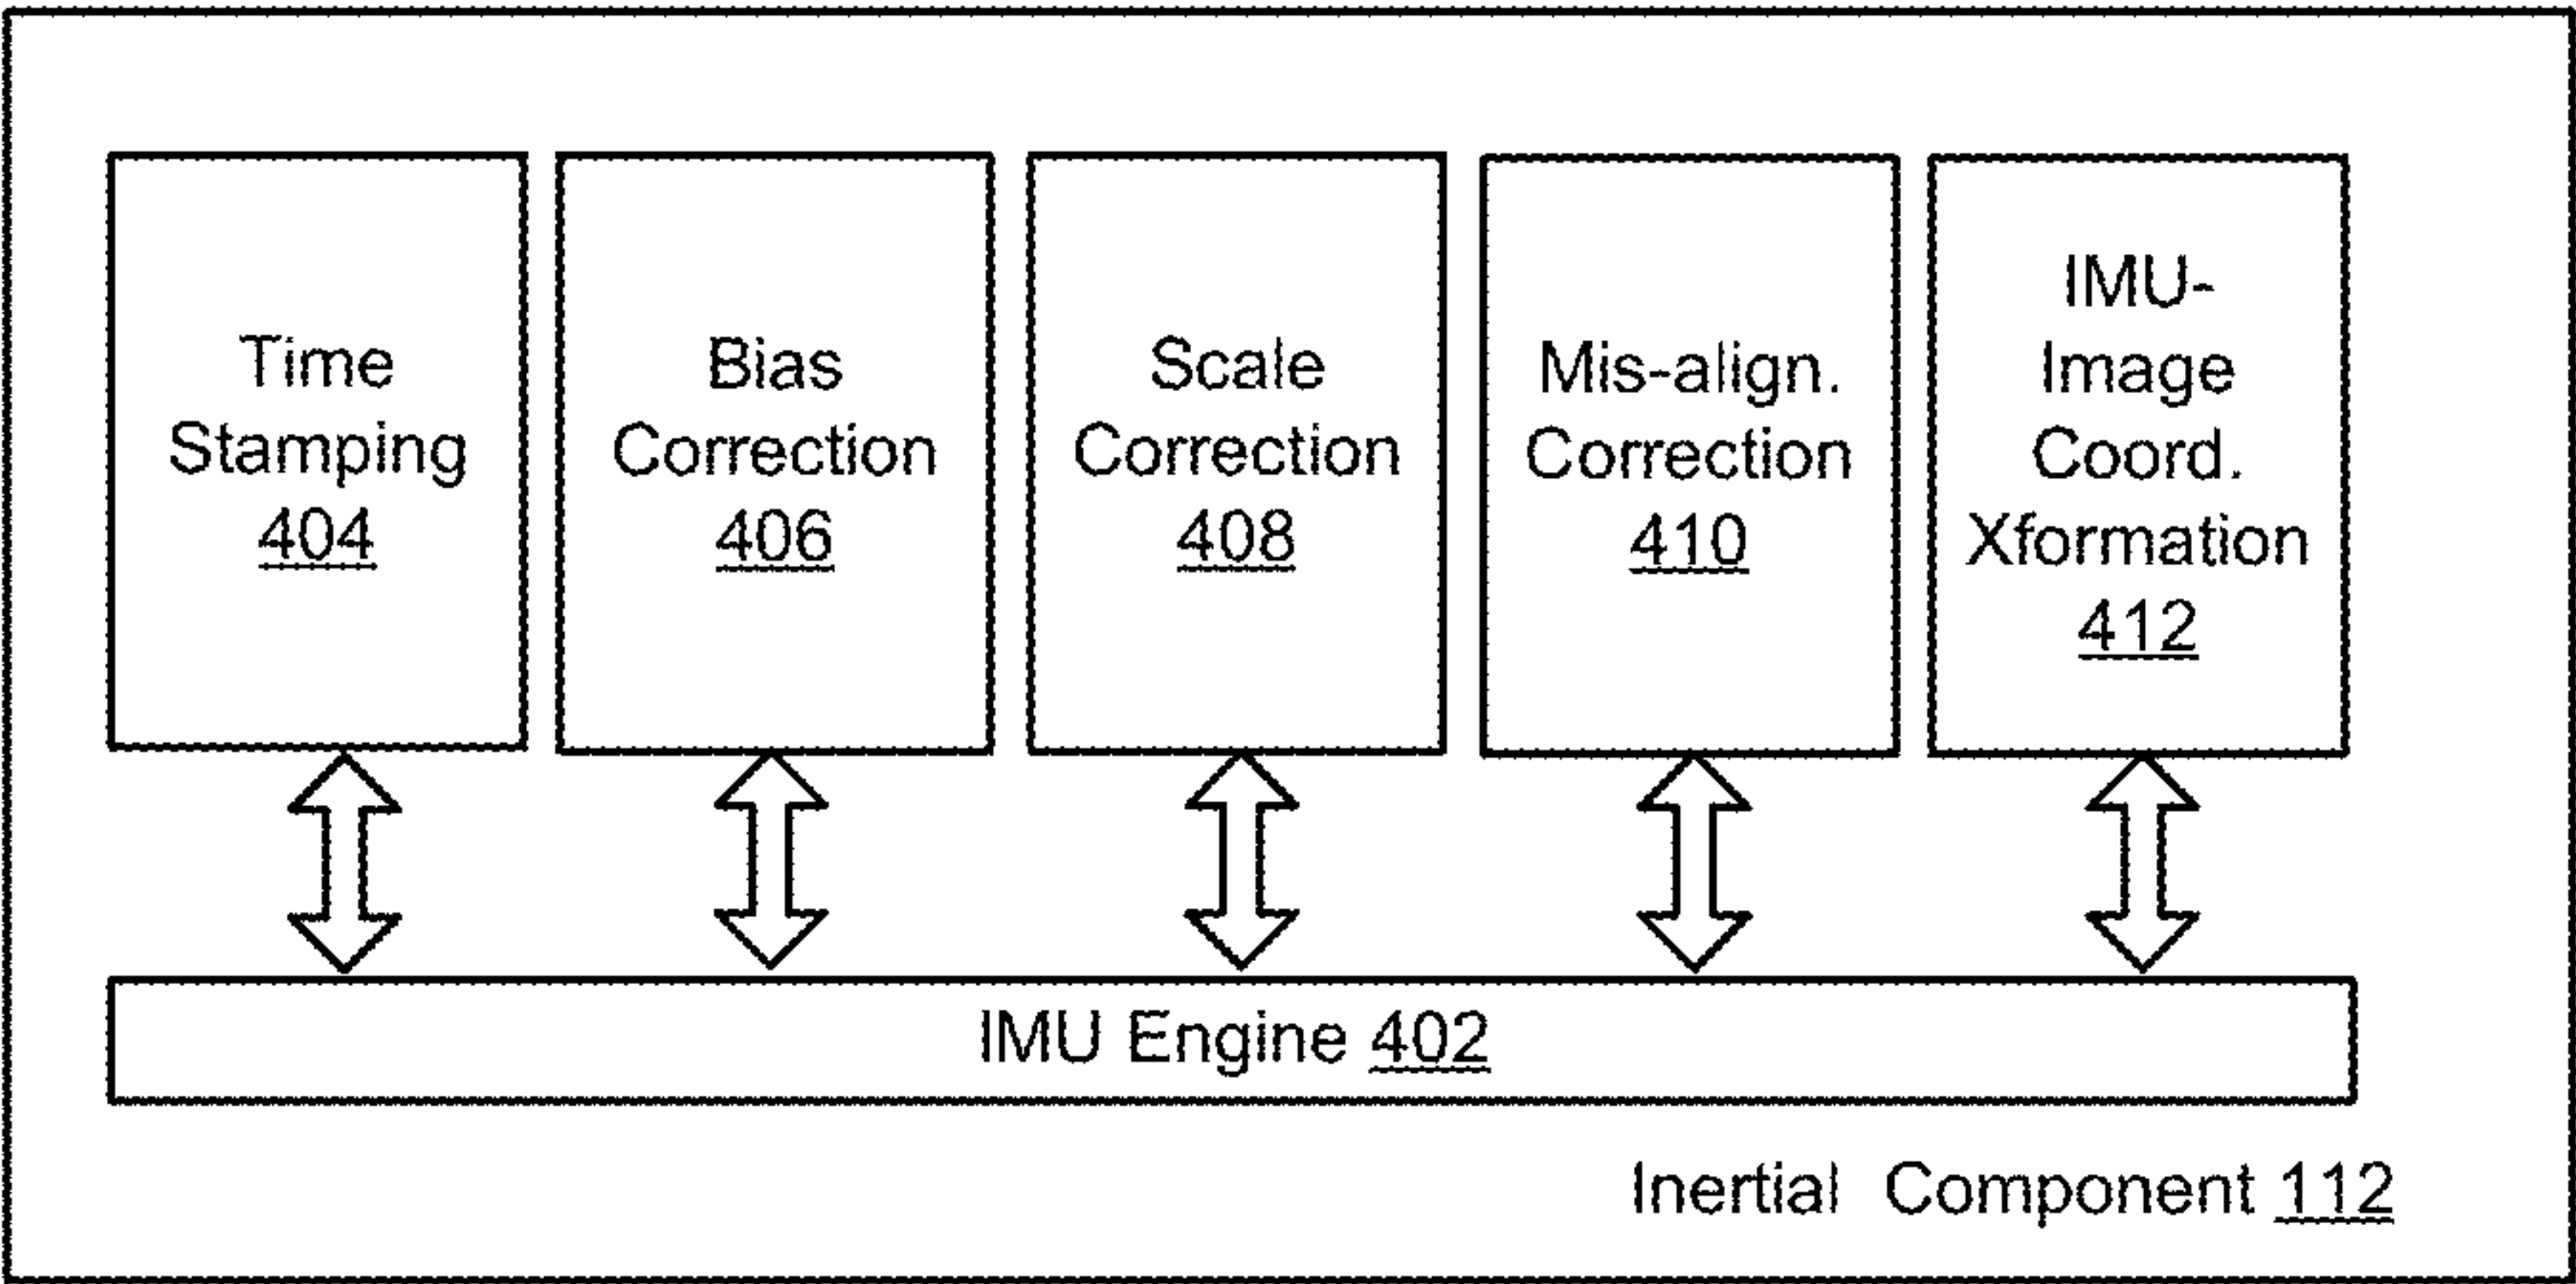 Time
Stamping
404
Bias
Correction
406
Scale
Correction
408
Mis-align.
Correction
410
IMU-
Image
Coord.
Xformation
412
IMU Engine 402
Inertial Component 112